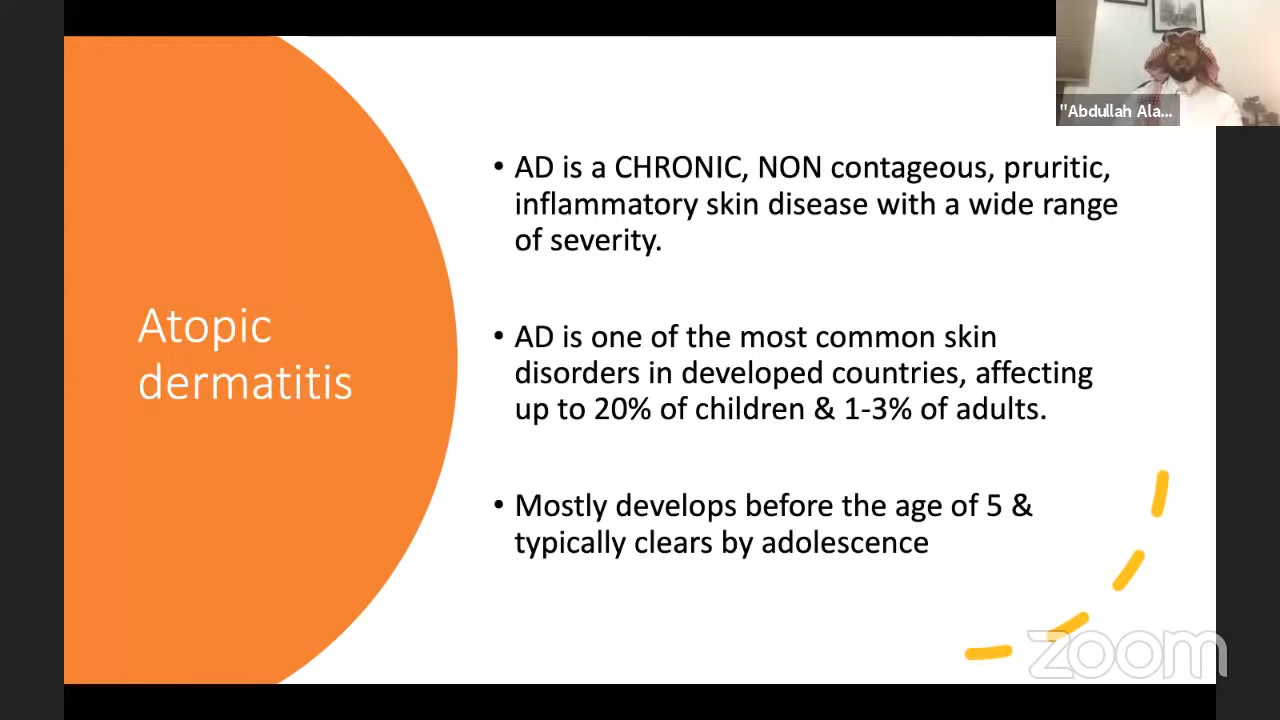 "Abdullah Ala...
Atopic
dermatitis
• AD is a CHRONIC, NON contageous, pruritic,
inflammatory skin disease with a wide range
of severity.
• AD is one of the most common skin
disorders in developed countries, affecting
up to 20% of children & 1-3% of adults.
• Mostly develops before the age of 5 &
typically clears by adolescence
zoom